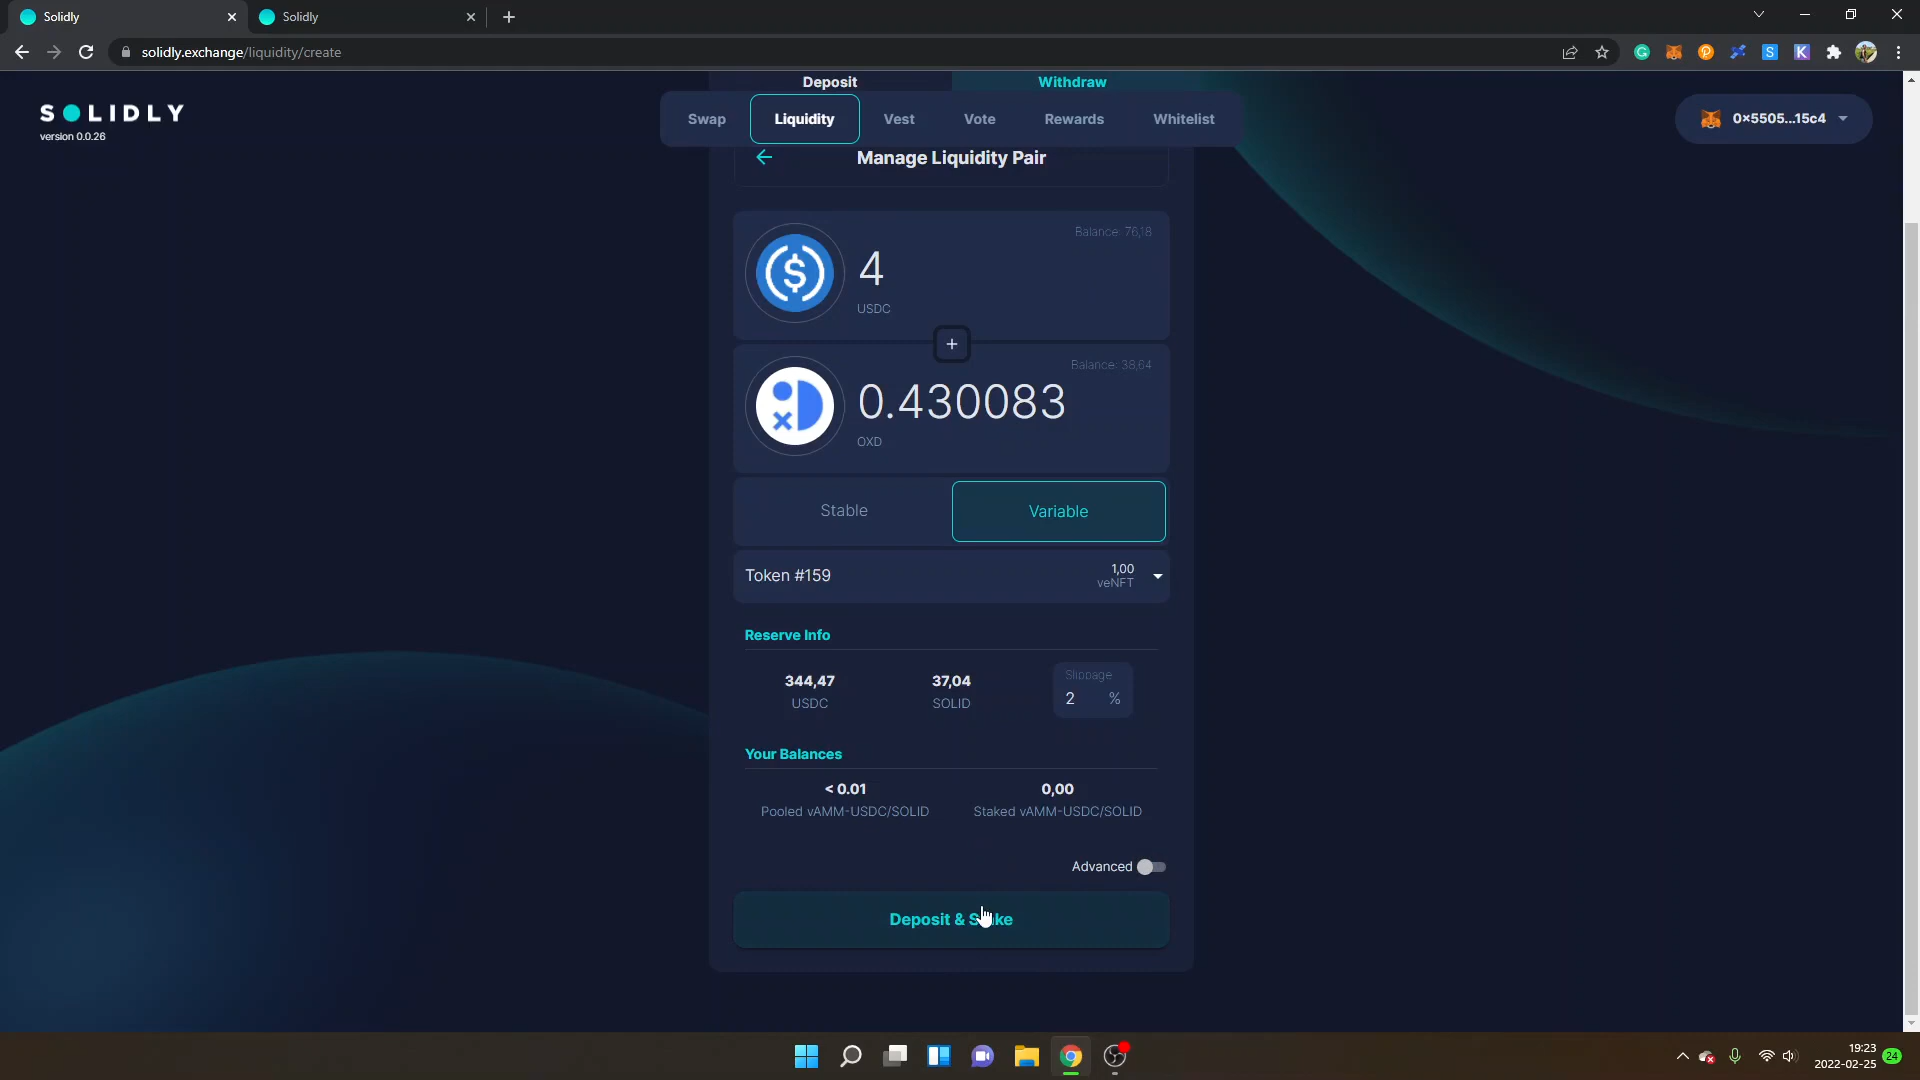 Solidly
Solidly
solidly.exchange/liquidity/create
SOLIDLY
version 0.0.26
Deposit
Withdraw
Swap
Liquidity
Vest
Vote
Rewards
Whitelist
0×5505...15c4
Manage Liquidity Pair
Balance: 76,18
4
USDC
+
Balance: 38,64
0.430083
OXD
Stable
Variable
Token #159
1,00
veNFT
Reserve Info
344,47
USDC
37,04
SOLID
Slippage
2 %
Your Balances
< 0.01
Pooled vAMM-USDC/SOLID
0,00
Staked vAMM-USDC/SOLID
Advanced
Deposit &
19:23
2022-02-25
24